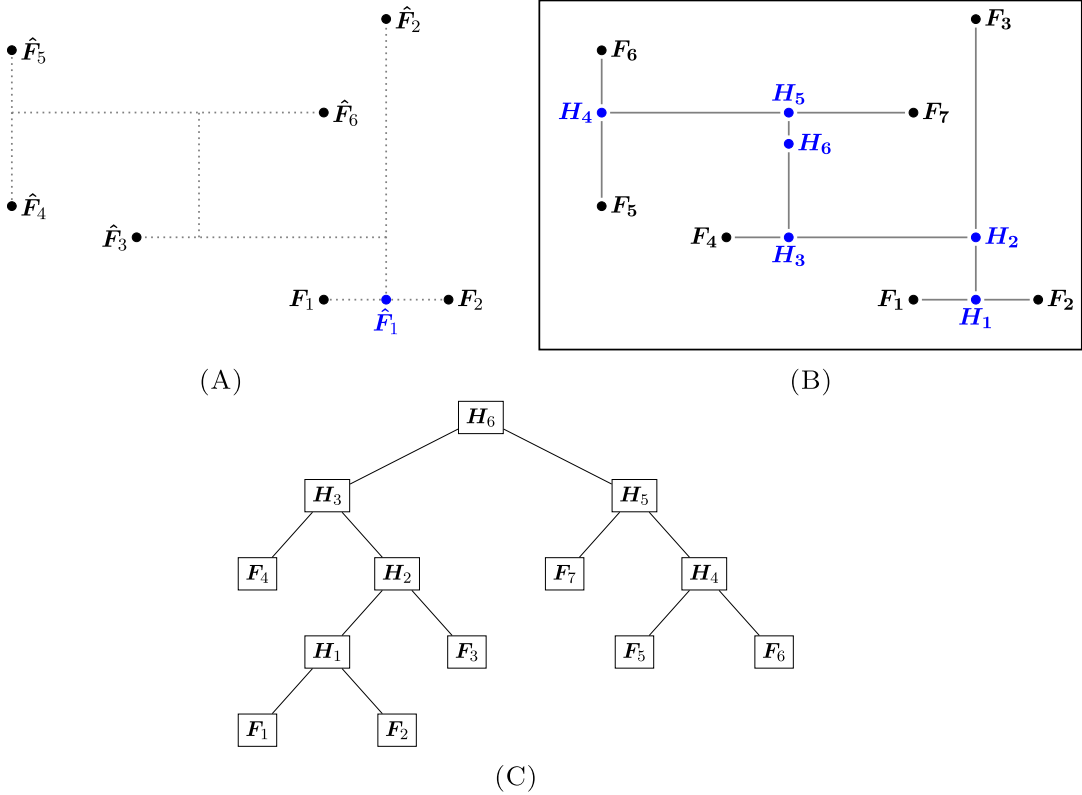 F̂₂
F̂₅
F̂₆
F̂₄
F̂₃
F₁ F₂
F̂₁
(A)
F₃
F₆
H₅
H₄ F₇
H₆
F₅
F₄ H₂
H₃
F₁ F₂
H₁
(B)
H₆
H₃ H₅
F₄ H₂ F₇ H₄
H₁ F₃ F₅ F₆
F₁ F₂
(C)